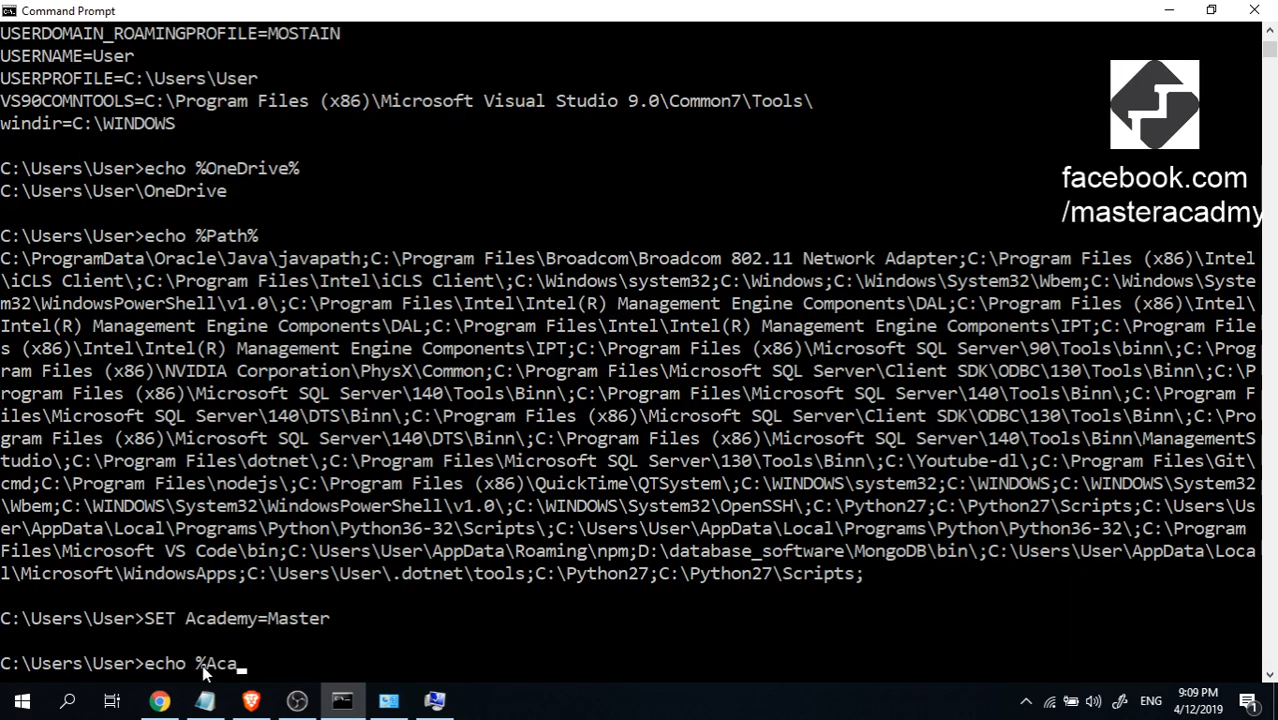 Command Prompt
USERDOMAIN_ROAMINGPROFILE=MOSTAIN
USERNAME=User
USERPROFILE=C:\Users\User
VS90COMNTOOLS=C:\Program Files (x86)\Microsoft Visual Studio 9.0\Common7\Tools\
windir=C:\WINDOWS
facebook.com
/masteracadmy
C:\Users\User>echo %OneDrive%
C:\Users\User\OneDrive
C:\Users\User>echo %Path%
C:\ProgramData\Oracle\Java\javapath;C:\Program Files\Broadcom\Broadcom 802.11 Network Adapter;C:\Program Files (x86)\Intel
\iCLS Client\;C:\Program Files\Intel\iCLS Client\;C:\Windows\system32;C:\Windows;C:\Windows\System32\Wbem;C:\Windows\Syste
m32\WindowsPowerShell\v1.0\;C:\Program Files\Intel\Intel(R) Management Engine Components\DAL;C:\Program Files (x86)\Intel\
Intel(R) Management Engine Components\DAL;C:\Program Files\Intel\Intel(R) Management Engine Components\IPT;C:\Program File
s (x86)\Intel\Intel(R) Management Engine Components\IPT;C:\Program Files (x86)\Microsoft SQL Server\90\Tools\binn\;C:\Prog
ram Files (x86)\NVIDIA Corporation\PhysX\Common;C:\Program Files\Microsoft SQL Server\Client SDK\ODBC\130\Tools\Binn\;C:\P
rogram Files (x86)\Microsoft SQL Server\140\Tools\Binn\;C:\Program Files\Microsoft SQL Server\140\Tools\Binn\;C:\Program F
iles\Microsoft SQL Server\140\DTS\Binn\;C:\Program Files (x86)\Microsoft SQL Server\Client SDK\ODBC\130\Tools\Binn\;C:\Pro
gram Files (x86)\Microsoft SQL Server\140\DTS\Binn\;C:\Program Files (x86)\Microsoft SQL Server\140\Tools\Binn\ManagementS
tudio\;C:\Program Files\dotnet\;C:\Program Files\Microsoft SQL Server\130\Tools\Binn\;C:\Youtube-dl\;C:\Program Files\Git\
cmd;C:\Program Files\nodejs\;C:\Program Files (x86)\QuickTime\QTSystem\;C:\WINDOWS\system32;C:\WINDOWS;C:\WINDOWS\System32
\Wbem;C:\WINDOWS\System32\WindowsPowerShell\v1.0\;C:\WINDOWS\System32\OpenSSH\;C:\Python27;C:\Python27\Scripts;C:\Users\Us
er\AppData\Local\Programs\Python\Python36-32\Scripts\;C:\Users\User\AppData\Local\Programs\Python\Python36-32\;C:\Program
Files\Microsoft VS Code\bin;C:\Users\User\AppData\Roaming\npm;D:\database_software\MongoDB\bin\;C:\Users\User\AppData\Loca
l\Microsoft\WindowsApps;C:\Users\User\.dotnet\tools;C:\Python27;C:\Python27\Scripts;
C:\Users\User>SET Academy=Master
C:\Users\User>echo %Aca_
ENG
9:09 PM
4/12/2019
1